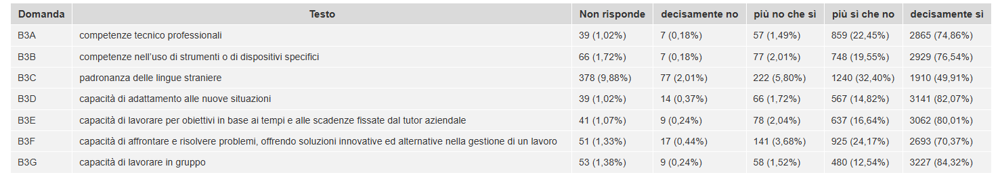 Domanda Testo Non risponde decisamente no più no che sì più sì che no decisamente sì
B3A competenze tecnico professionali 39 (1,02%) 7 (0,18%) 57 (1,49%) 859 (22,45%) 2865 (74,86%)
B3B competenze nell'uso di strumenti o di dispositivi specifici 66 (1,72%) 7 (0,18%) 77 (2,01%) 748 (19,55%) 2929 (76,54%)
B3C padronanza delle lingue straniere 378 (9,88%) 77 (2,01%) 222 (5,80%) 1240 (32,40%) 1910 (49,91%)
B3D capacità di adattamento alle nuove situazioni 39 (1,02%) 14 (0,37%) 66 (1,72%) 567 (14,82%) 3141 (82,07%)
B3E capacità di lavorare per obiettivi in base ai tempi e alle scadenze fissate dal tutor aziendale 41 (1,07%) 9 (0,24%) 78 (2,04%) 637 (16,64%) 3062 (80,01%)
B3F capacità di affrontare e risolvere problemi, offrendo soluzioni innovative ed alternative nella gestione di un lavoro 51 (1,33%) 17 (0,44%) 141 (3,68%) 925 (24,17%) 2693 (70,37%)
B3G capacità di lavorare in gruppo 53 (1,38%) 9 (0,24%) 58 (1,52%) 480 (12,54%) 3227 (84,32%)